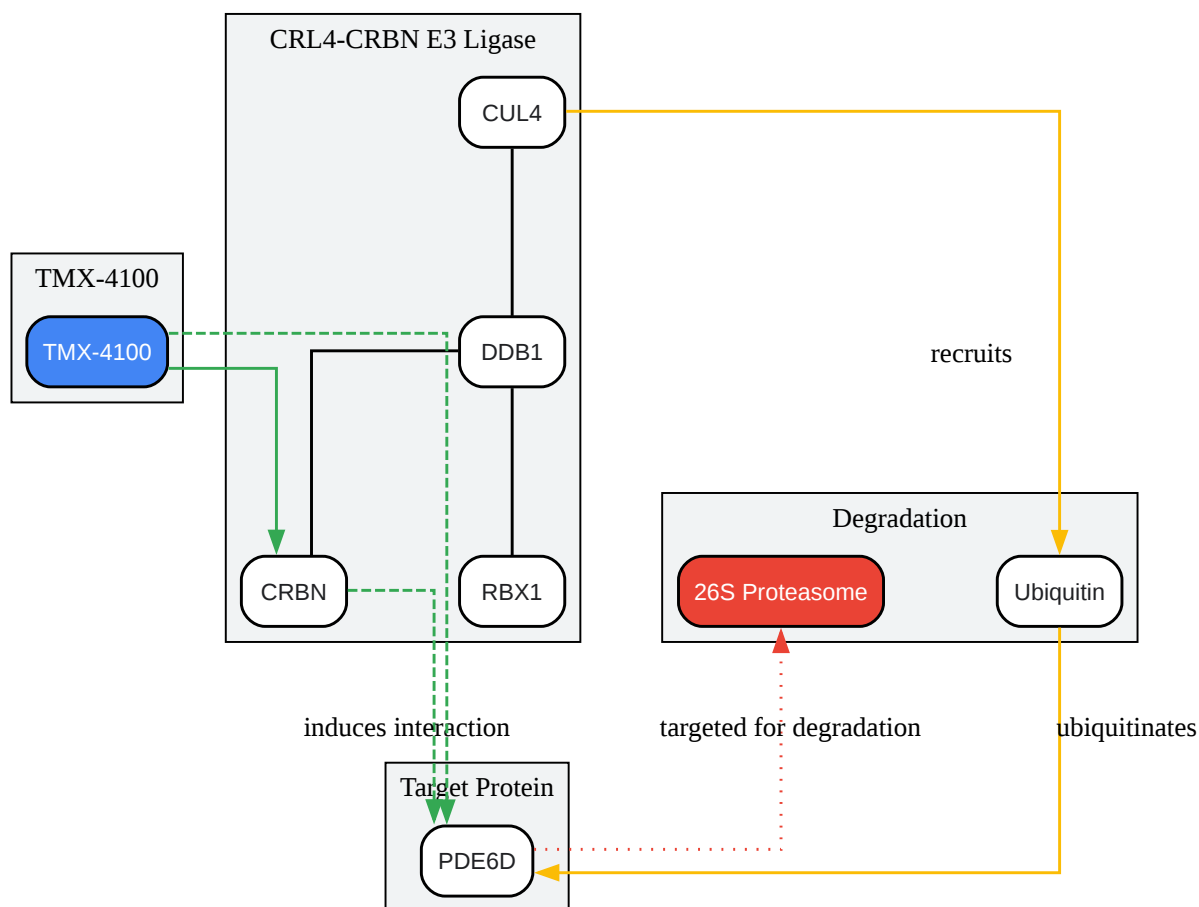 CRL4-CRBN E3 Ligase
CUL4
TMX-4100
TMX-4100
DDB1
recruits
Degradation
CRBN
RBX1
26S Proteasome
Ubiquitin
induces interaction
targeted for degradation
ubiquitinates
Target Protein
PDE6D